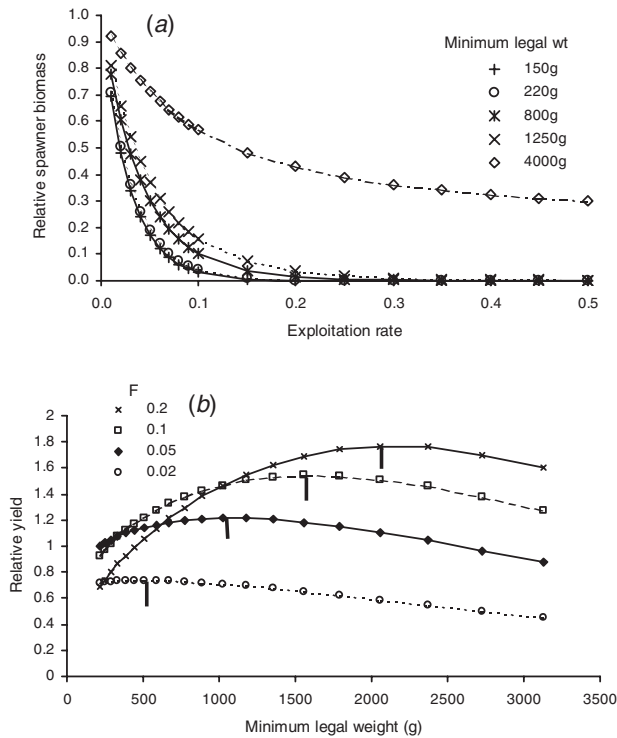 (a)
1.0
0.9
0.8
0.7
0.6
0.5
0.4
0.3
0.2
0.1
0.0
Relative spawner biomass
Minimum legal wt
150g
220g
800g
1250g
4000g
0.0 0.1 0.2 0.3 0.4 0.5
Exploitation rate
(b)
F
0.2
0.1
0.05
0.02
2
1.8
1.6
1.4
1.2
1
0.8
0.6
0.4
0.2
0
Relative yield
0 500 1000 1500 2000 2500 3000 3500
Minimum legal weight (g)